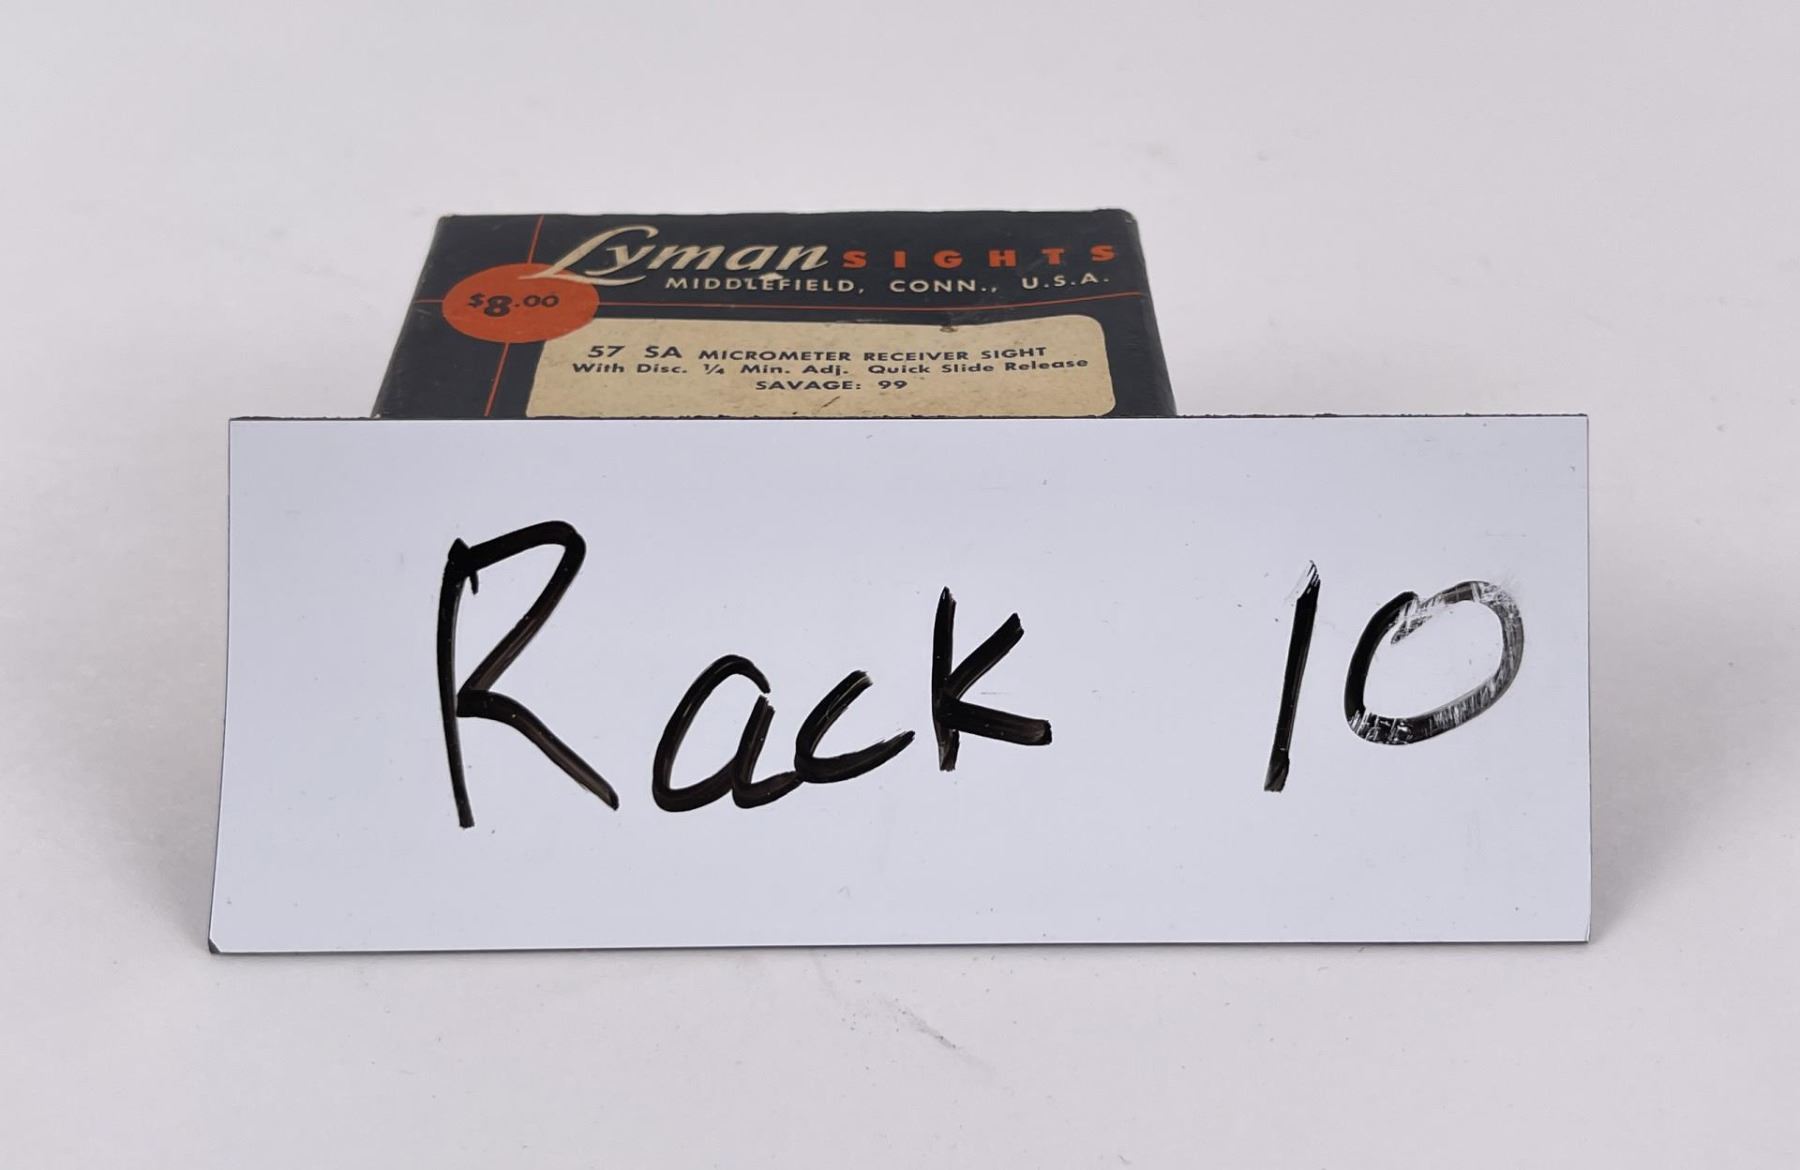 Lyman SIGHTS
MIDDLEFIELD, CONN., U.S.A.
$8.00
57 SA MICROMETER RECEIVER SIGHT
With Disc. ¼ Min. Adj. Quick Slide Release
SAVAGE: 99
Rack 10